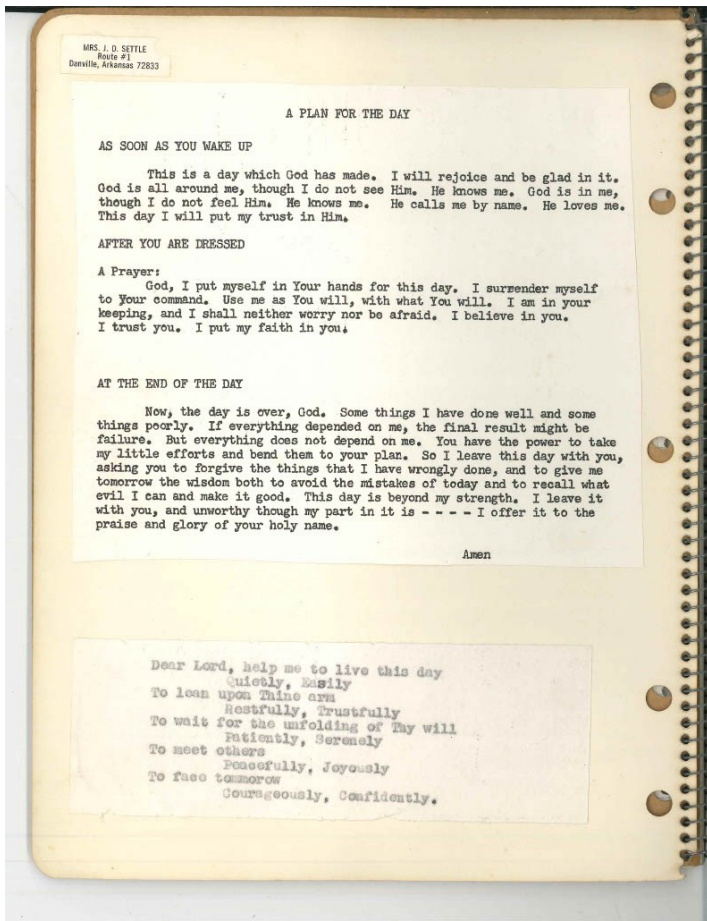 MRS. J. D. SETTLE
Route #1
Danville, Arkansas 72833
A PLAN FOR THE DAY
AS SOON AS YOU WAKE UP
This is a day which God has made. I will rejoice and be glad in it.
God is all around me, though I do not see Him. He knows me. God is in me,
though I do not feel Him. He knows me. He calls me by name. He loves me.
This day I will put my trust in Him.
AFTER YOU ARE DRESSED
A Prayer:
God, I put myself in Your hands for this day. I surrender myself
to Your command. Use me as You will, with what You will. I am in your
keeping, and I shall neither worry nor be afraid. I believe in you.
I trust you. I put my faith in you.
AT THE END OF THE DAY
Now, the day is over, God. Some things I have done well and some
things poorly. If everything depended on me, the final result might be
failure. But everything does not depend on me. You have the power to take
my little efforts and bend them to your plan. So I leave this day with you,
asking you to forgive the things that I have wrongly done, and to give me
tomorrow the wisdom both to avoid the mistakes of today and to recall what
evil I can and make it good. This day is beyond my strength. I leave it
with you, and unworthy though my part in it is - - - - I offer it to the
praise and glory of your holy name.
Amen
Dear Lord, help me to live this day
Quietly, Easily
To lean upon Thine arm
Restfully, Trustfully
To wait for the unfolding of Thy will
Patiently, Serenely
To meet others
Peacefully, Joyously
To face tommorow
Courageously, Confidently.